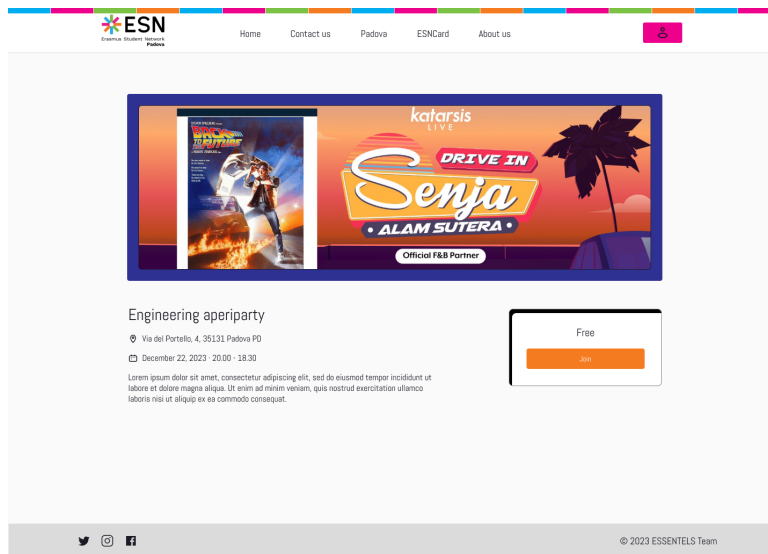 ESN
Erasmus Student Network
Padova
Home
Contact us
Padova
ESNCard
About us
katarsis
LIVE
BACK
TO THE
FUTURE
DRIVE IN
Senja
• ALAM SUTERA •
Official F&B Partner
Engineering aperiparty
Via del Portello, 4, 35131 Padova PD
December 22, 2023 · 20.00 - 18.30
Lorem ipsum dolor sit amet, consectetur adipiscing elit, sed do eiusmod tempor incididunt ut
labore et dolore magna aliqua. Ut enim ad minim veniam, quis nostrud exercitation ullamco
laboris nisi ut aliquip ex ea commodo consequat.
Free
Join
© 2023 ESSENTELS Team